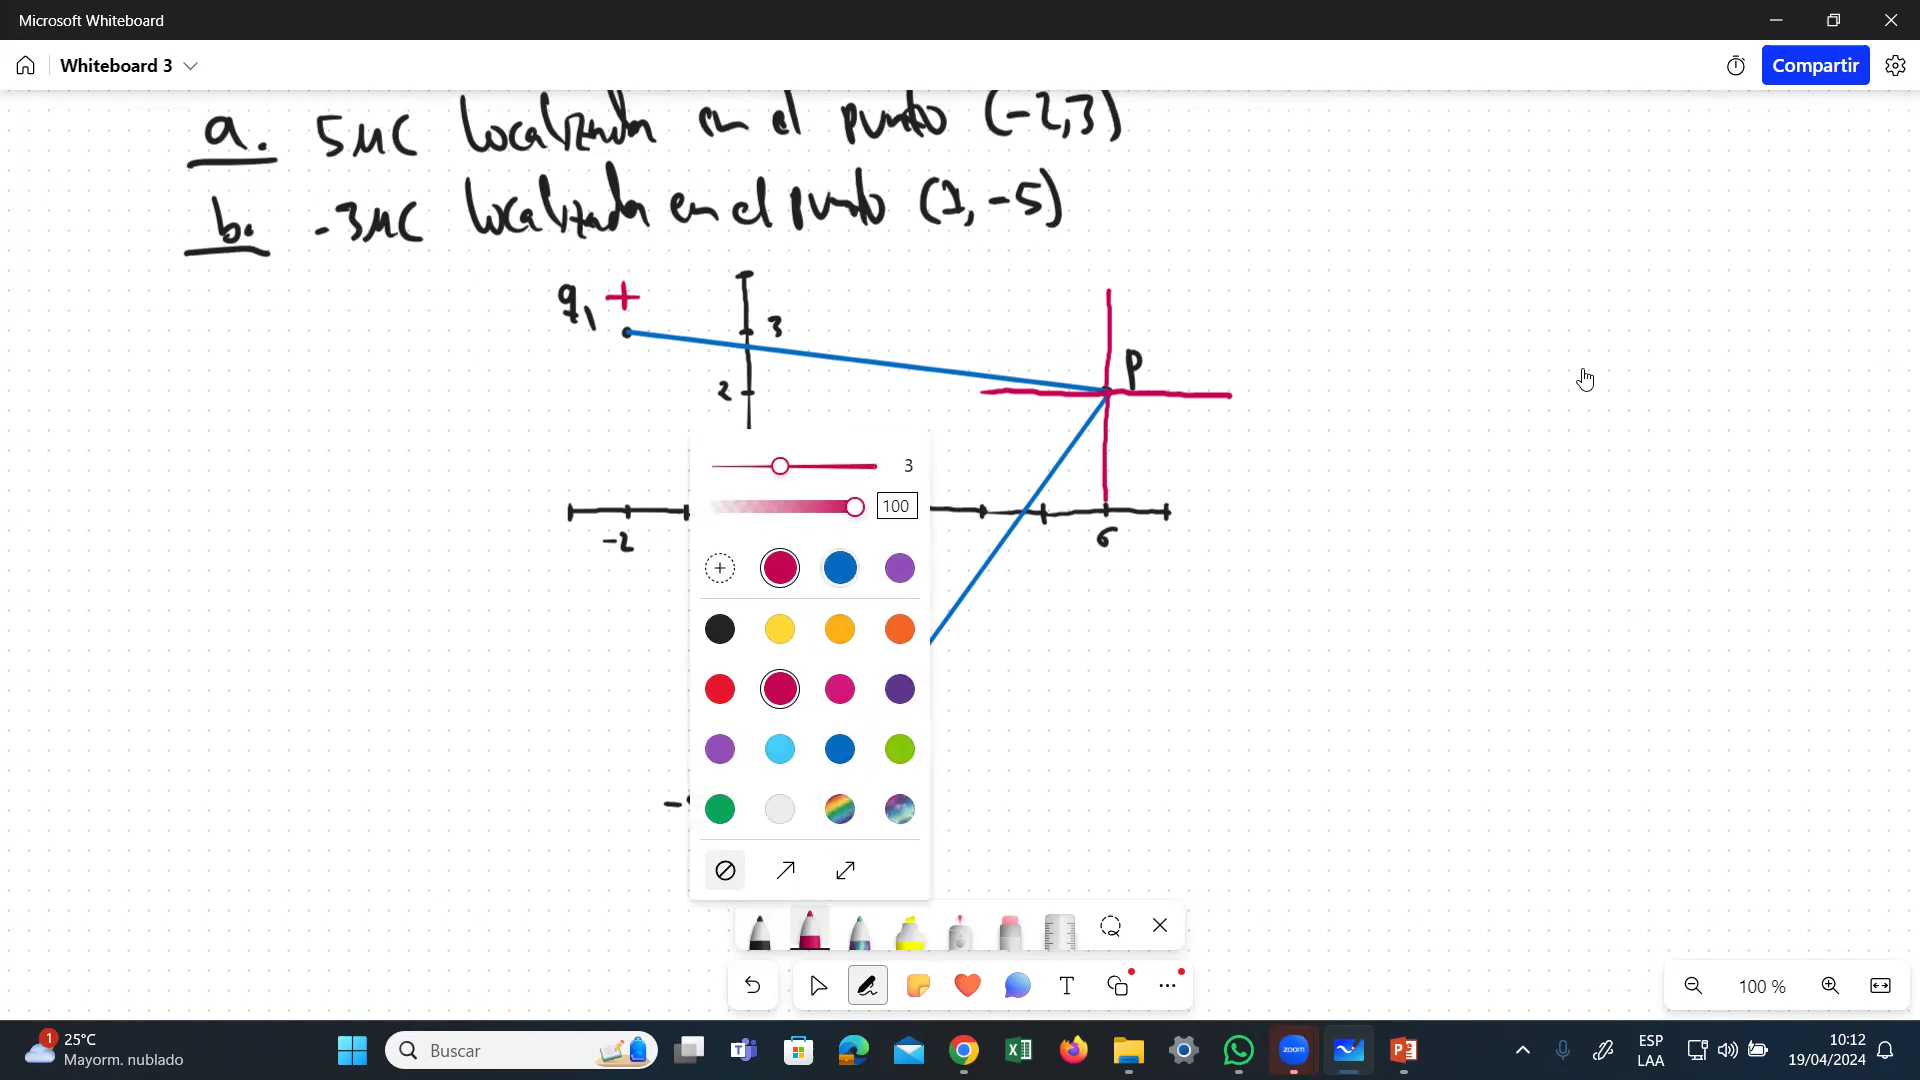 Microsoft Whiteboard
Whiteboard 3
Compartir
a. 5μC localizada en el punto (-2,3)
b. -3μC localizada en el punto (1, -5)
q1 +
3
P
2
3
100
-2
6
100 %
1
25°C
Mayorm. nublado
Buscar
zoom
ESP
LAA
10:12
19/04/2024